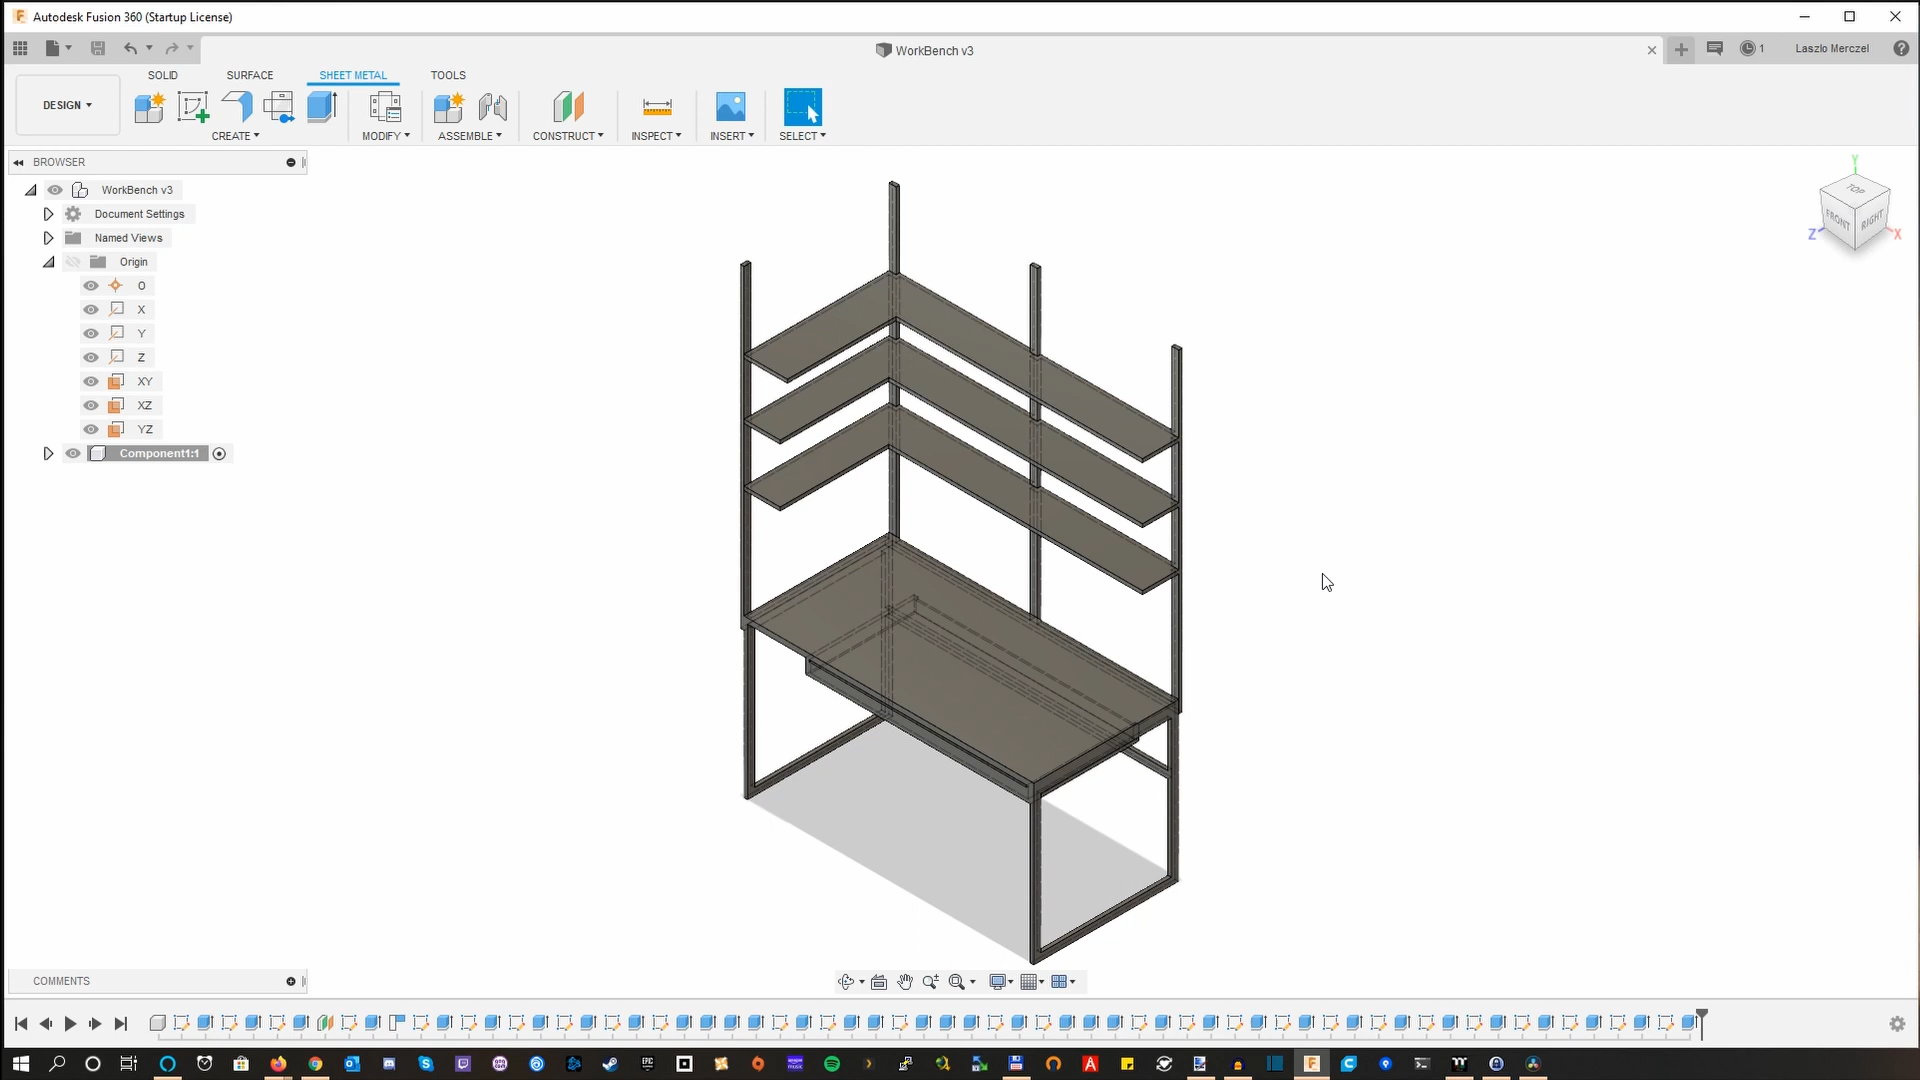 Autodesk Fusion 360 (Startup License)
WorkBench v3
1
Laszlo Merczel
DESIGN
SOLID
SURFACE
SHEET METAL
TOOLS
CREATE
MODIFY
ASSEMBLE
CONSTRUCT
INSPECT
INSERT
SELECT
BROWSER
WorkBench v3
Document Settings
Named Views
Origin
O
X
Y
Z
XY
XZ
YZ
Component1:1
Y
TOP
FRONT
RIGHT
Z
X
COMMENTS